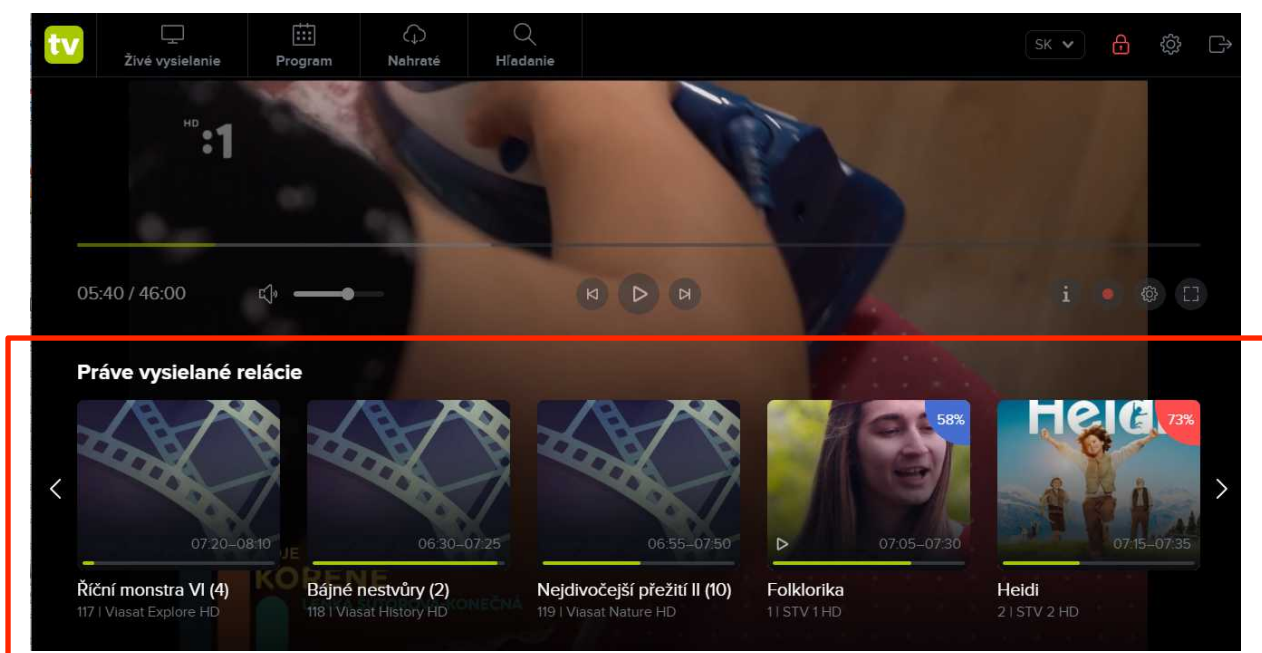 tv
Živé vysielanie
Program
Nahraté
Hľadanie
SK
HD
:1
05:40 / 46:00
i
Práve vysielané relácie
58%
Heidi
73%
07:20–08:10
06:30–07:25
06:55–07:50
07:05–07:30
07:15–07:35
KOŘENE
KONEČNÁ
Říční monstra VI (4)
Bájné nestvůry (2)
Nejdivočejší přežití II (10)
Folklorika
Heidi
117 | Viasat Explore HD
118 | Viasat History HD
119 | Viasat Nature HD
1 | STV 1 HD
2 | STV 2 HD